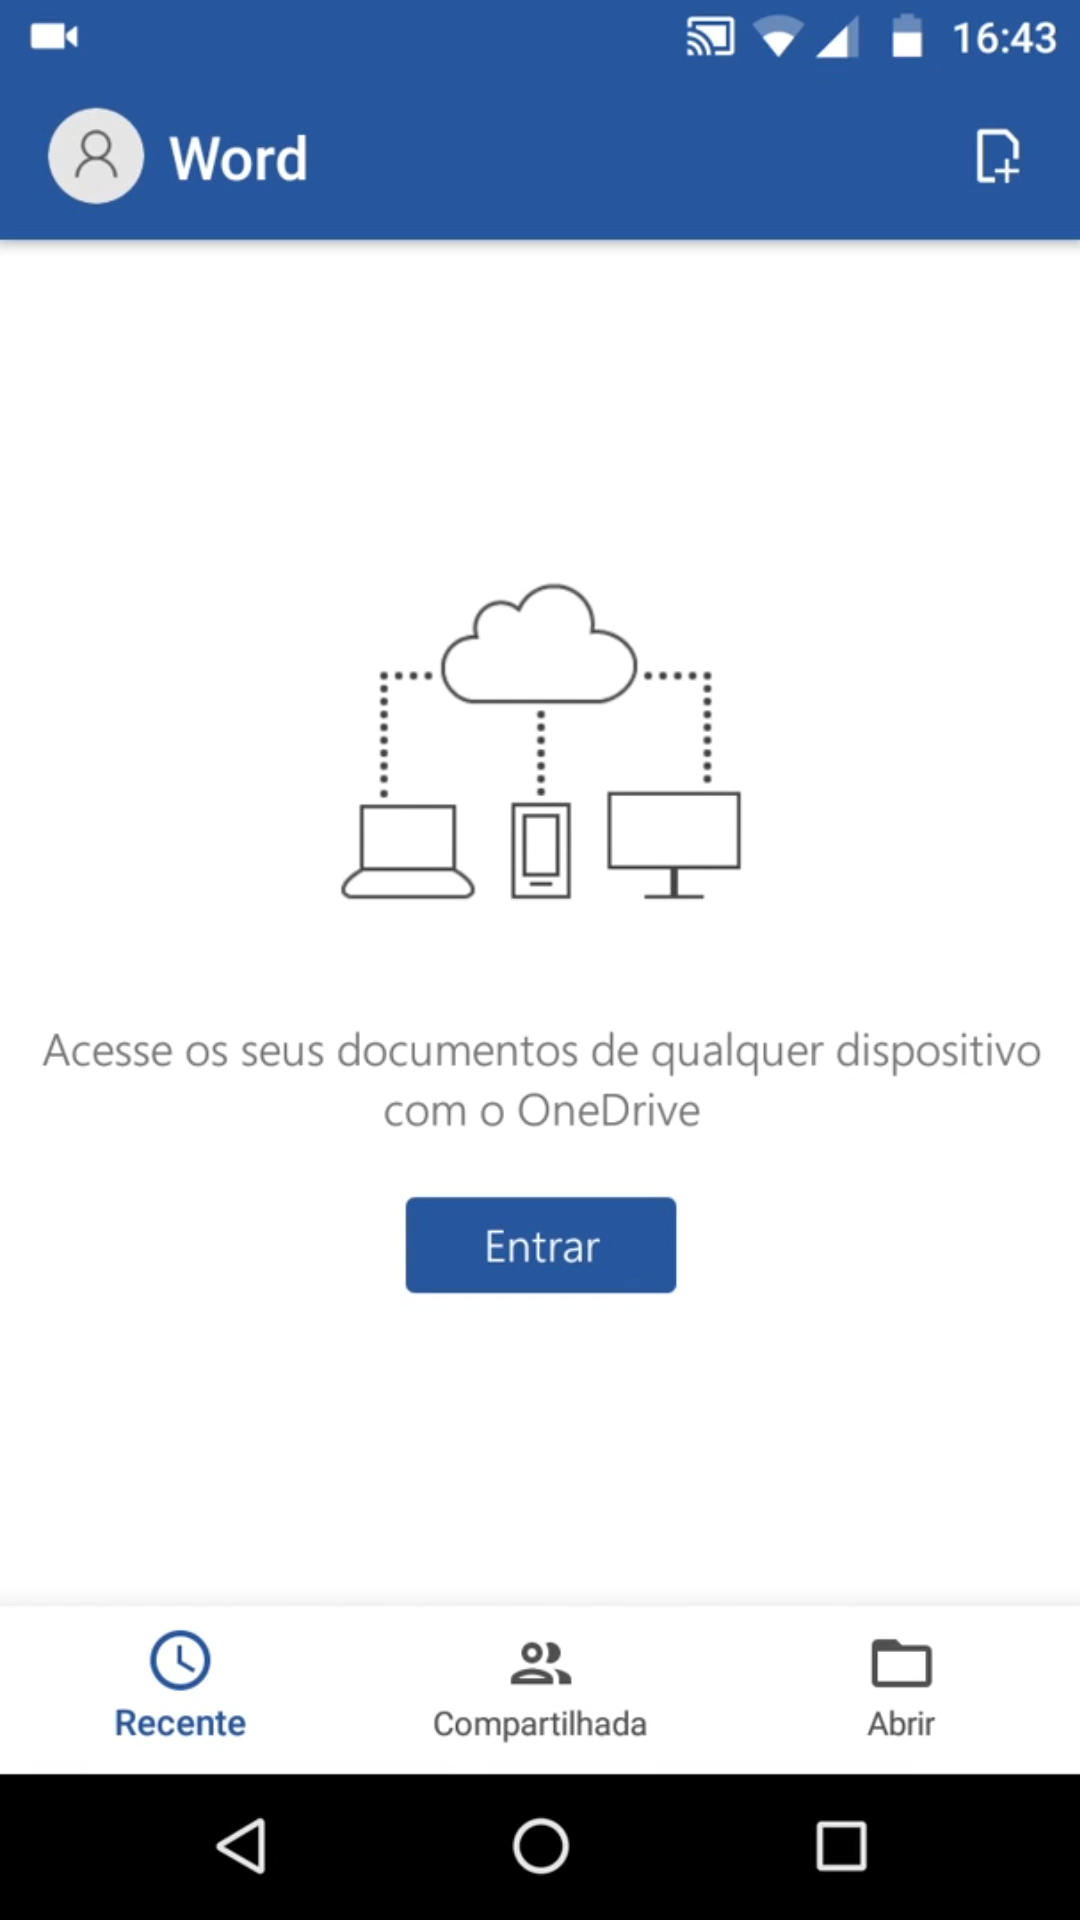 16:43
Word
Acesse os seus documentos de qualquer dispositivo
com o OneDrive
Entrar
Recente
Compartilhada
Abrir